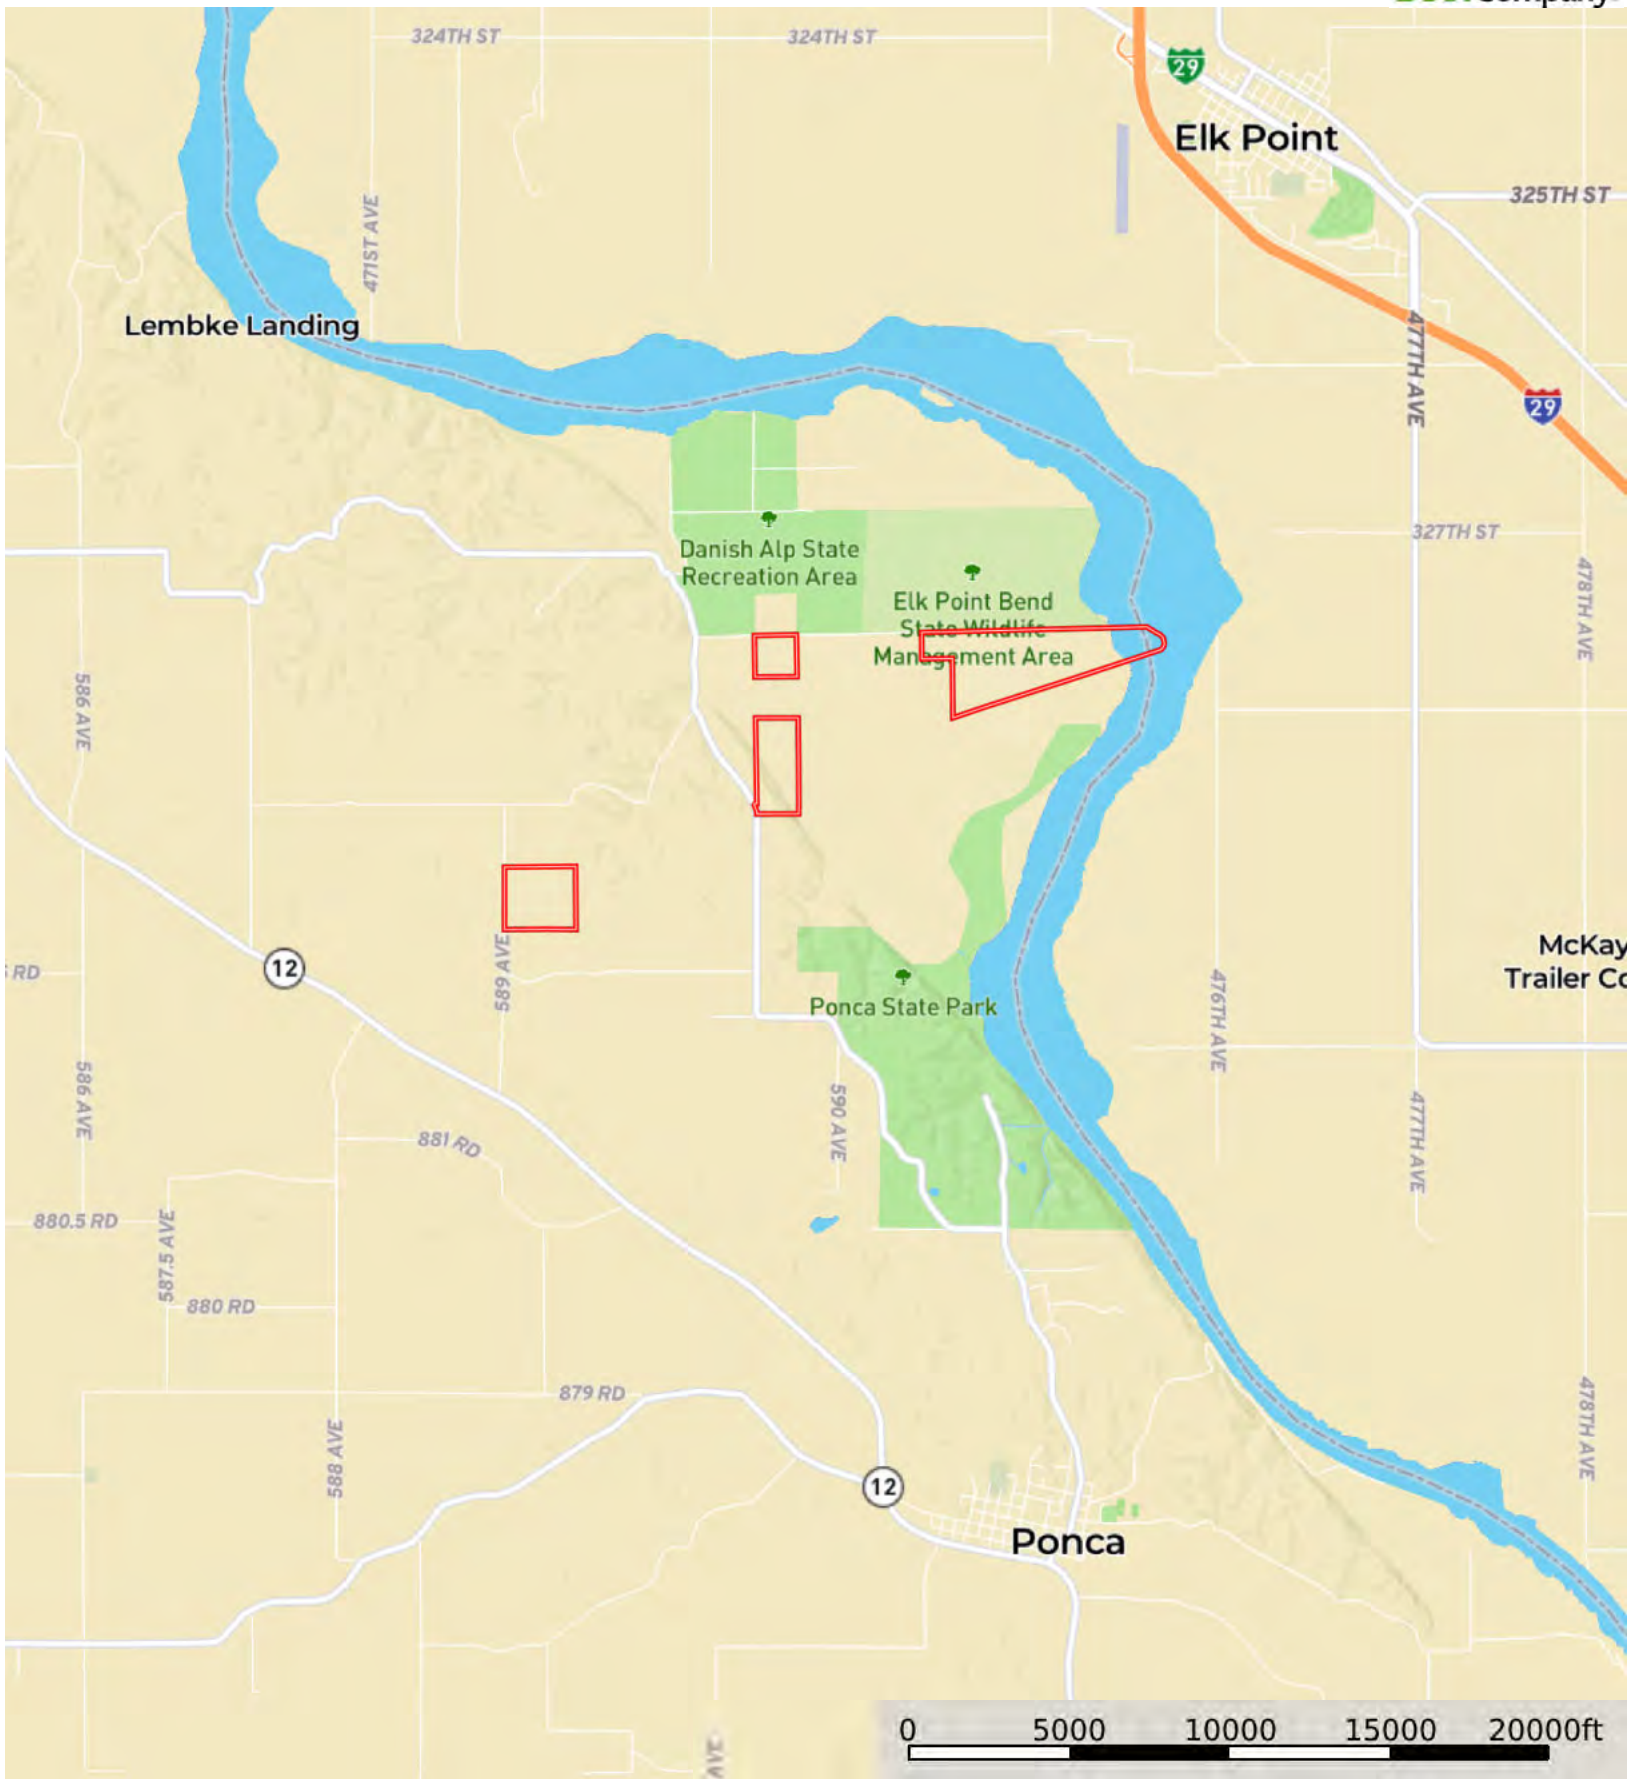 Company
324TH ST
324TH ST
29
Elk Point
325TH ST
471ST AVE
Lembke Landing
477TH AVE
29
327TH ST
Danish Alp State
Recreation Area
478TH AVE
Elk Point Bend
State Wildlife
Management Area
586 AVE
McKay
Trailer Co
12
RD
589 AVE
476TH AVE
Ponca State Park
586 AVE
590 AVE
477TH AVE
881 RD
880.5 RD
587.5 AVE
880 RD
879 RD
478TH AVE
588 AVE
12
Ponca
AVE
0 5000 10000 15000 20000ft